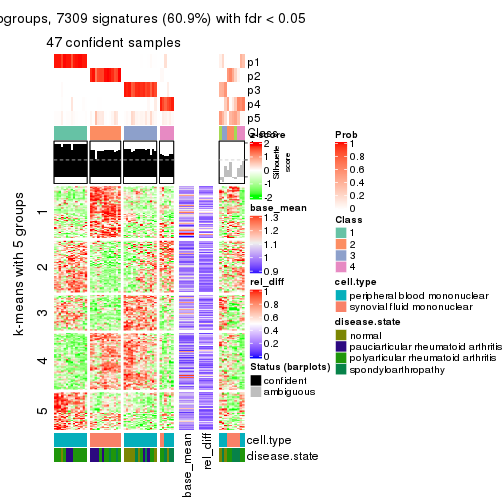 ogroups, 7309 signatures (60.9%) with fdr < 0.05
47 confident samples
p1
p2
p3
p4
p5
Class
k-means with 5 groups
1
2
3
4
5
base_mean
rel_diff
cell.type
disease.state
z-score
2
1
0
-1
-2
Silhouette
score
base_mean
1.3
1.2
1.1
1
0.9
rel_diff
1
0.8
0.6
0.4
0.2
0
Status (barplots)
confident
ambiguous
Prob
1
0.8
0.6
0.4
0.2
0
Class
1
2
3
4
cell.type
peripheral blood mononuclear
synovial fluid mononuclear
disease.state
normal
pauciarticular rheumatoid arthritis
polyarticular rheumatoid arthritis
spondyloarthropathy